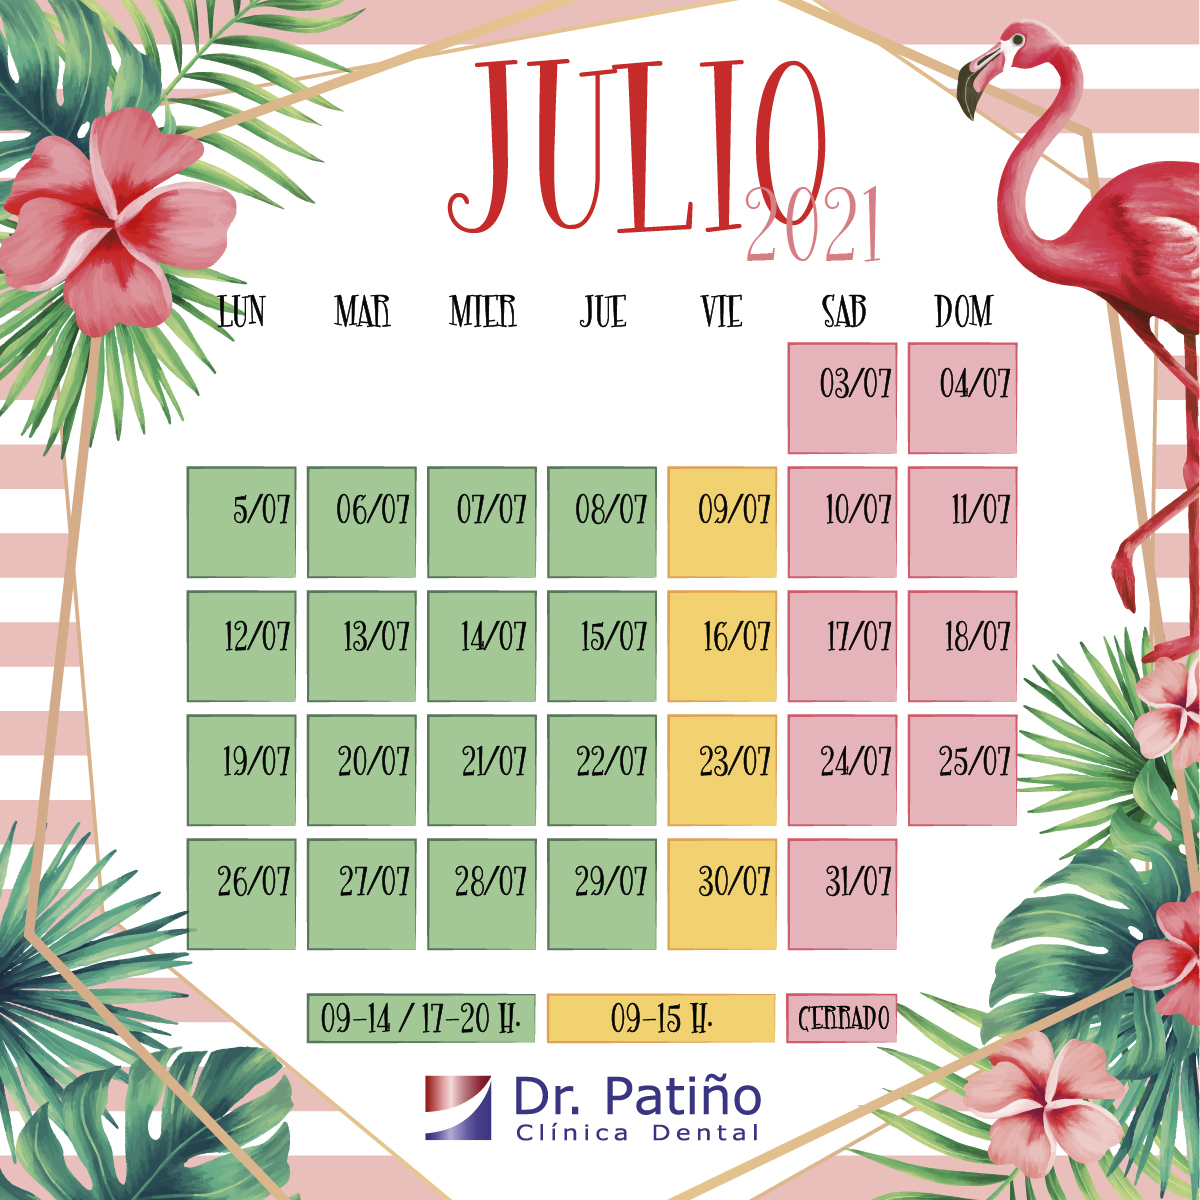 JULIO
2021
LUN MAR MIER JUE VIE SAB DOM
03/07 04/07
5/07 06/07 07/07 08/07 09/07 10/07 11/07
12/07 13/07 14/07 15/07 16/07 17/07 18/07
19/07 20/07 21/07 22/07 23/07 24/07 25/07
26/07 27/07 28/07 29/07 30/07 31/07
09-14 / 17-20 H. 09-15 H. CERRADO
Dr. Patiño
Clínica Dental